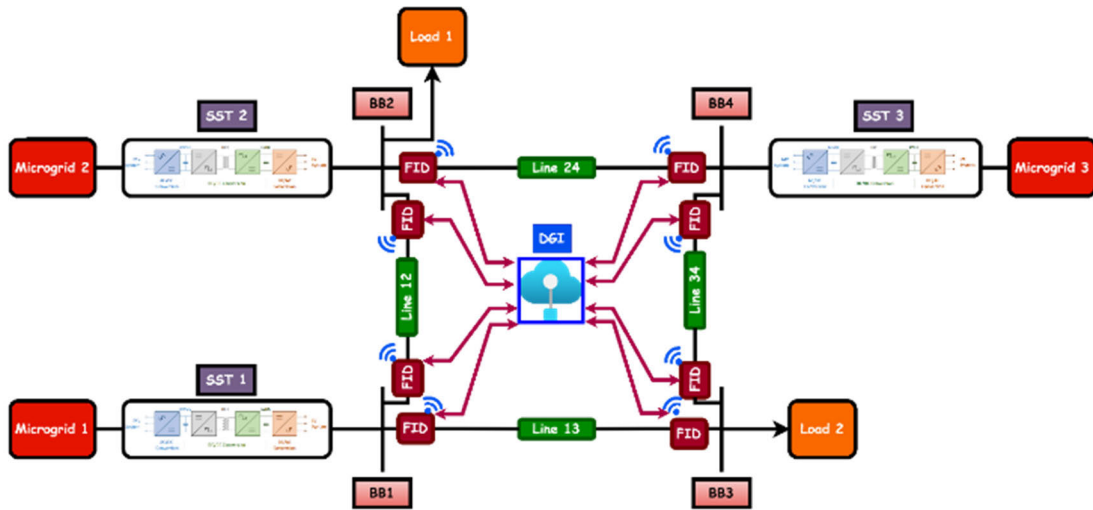 Load 1
BB2
BB4
SST 2
SST 3
Microgrid 2
FID
Line 24
FID
Microgrid 3
FID
DGI
FID
Line 12
Line 34
SST 1
FID
FID
Microgrid 1
FID
Line 13
FID
Load 2
BB1
BB3